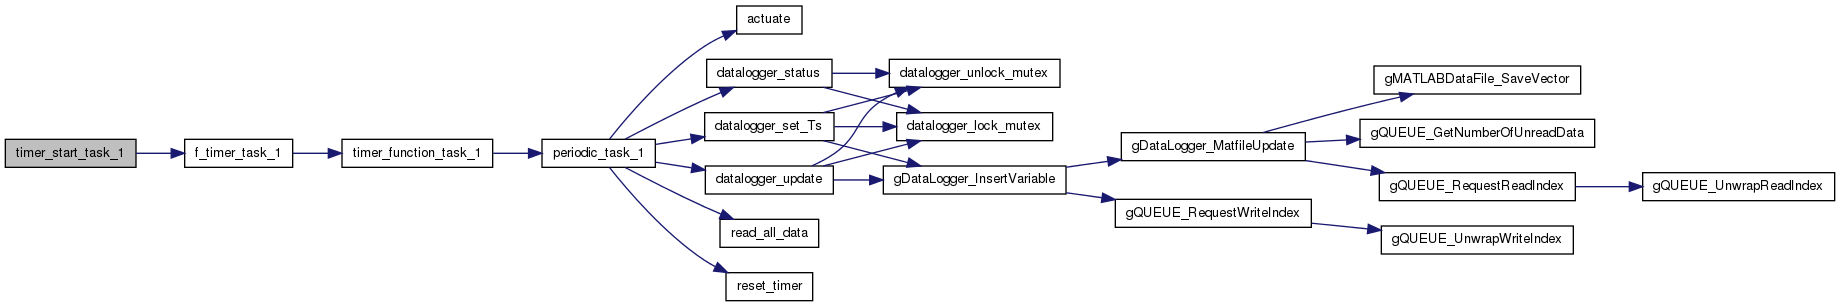 timer_start_task_1
f_timer_task_1
timer_function_task_1
periodic_task_1
actuate
datalogger_status
datalogger_set_Ts
datalogger_update
read_all_data
reset_timer
datalogger_unlock_mutex
datalogger_lock_mutex
gDataLogger_InsertVariable
gDataLogger_MatfileUpdate
gQUEUE_RequestWriteIndex
gMATLABDataFile_SaveVector
gQUEUE_GetNumberOfUnreadData
gQUEUE_RequestReadIndex
gQUEUE_UnwrapWriteIndex
gQUEUE_UnwrapReadIndex